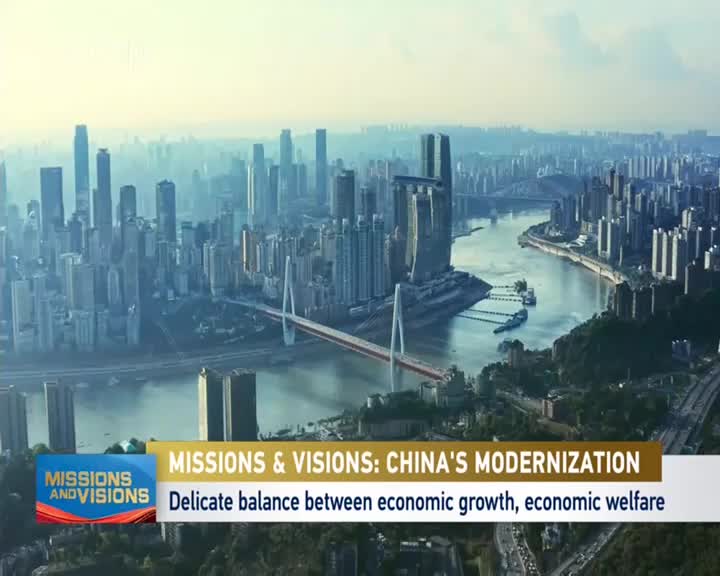 MISSIONS & VISIONS: CHINA'S MODERNIZATION
MISSIONS
AND VISIONS
Delicate balance between economic growth, economic welfare